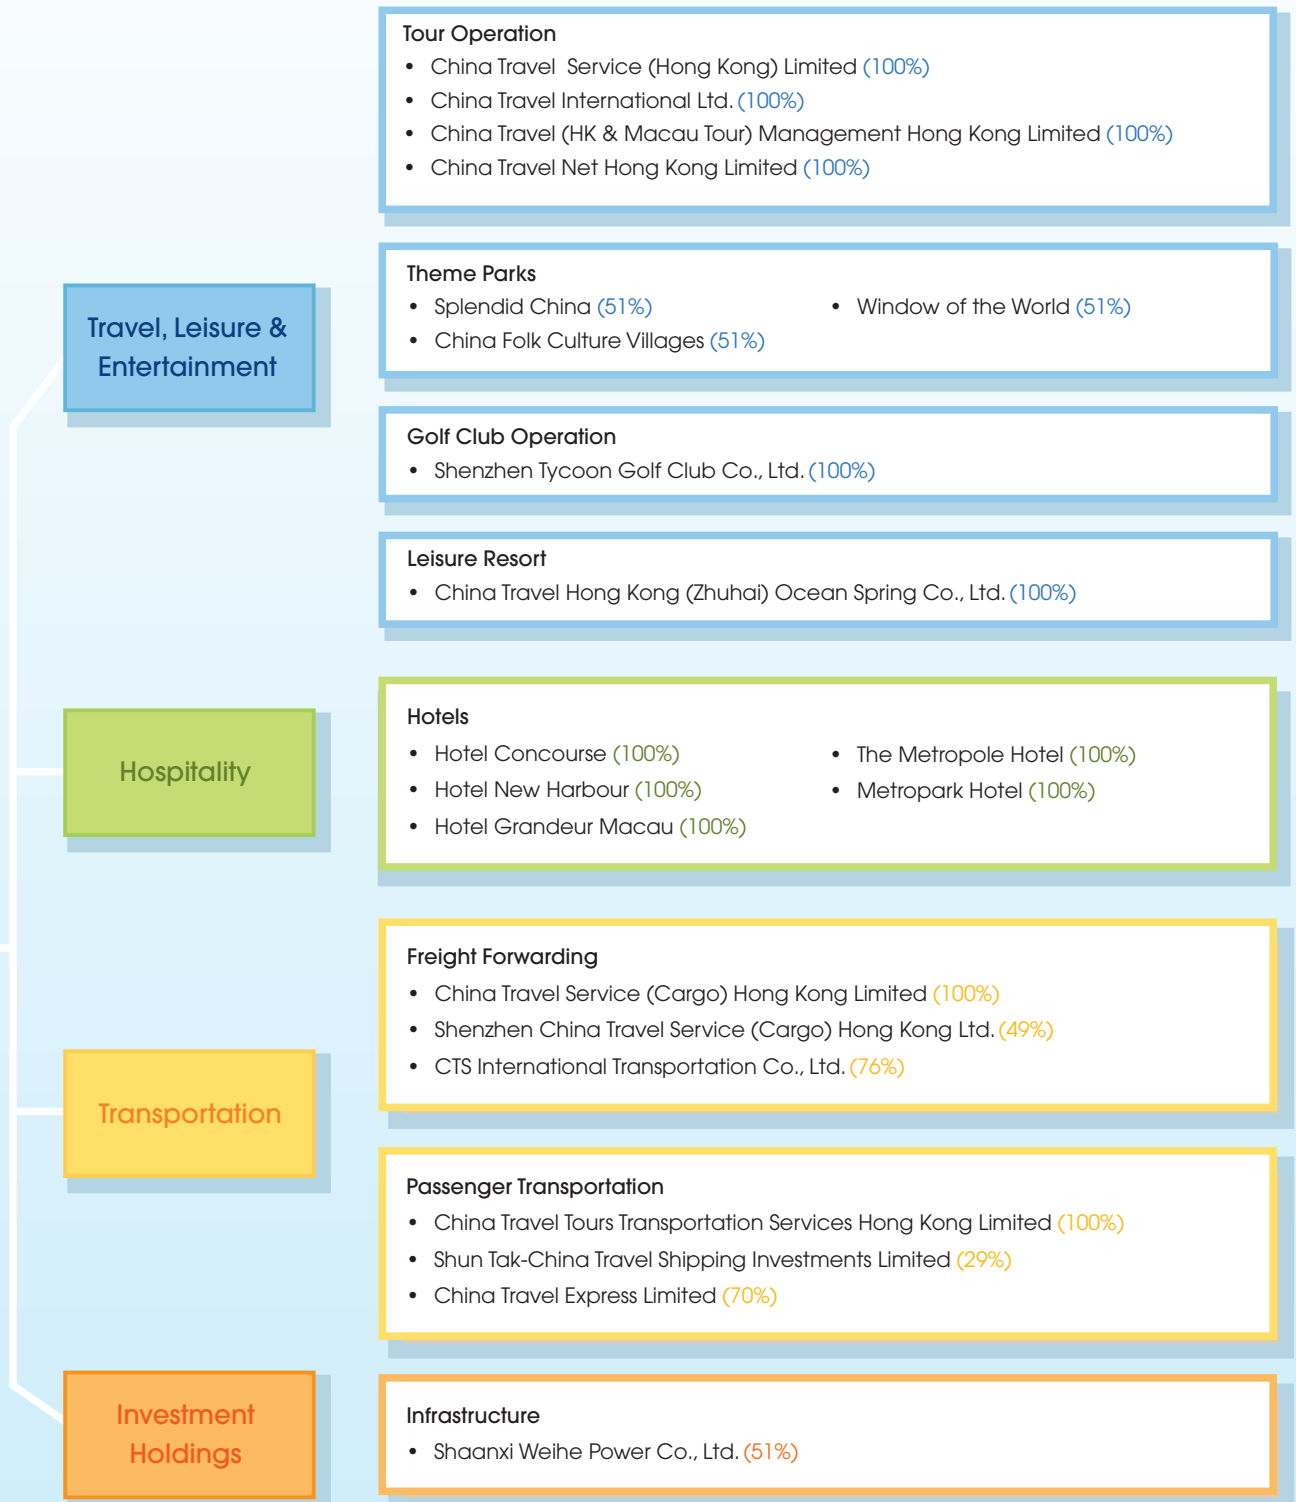 Tour Operation
• China Travel Service (Hong Kong) Limited (100%)
• China Travel International Ltd. (100%)
• China Travel (HK & Macau Tour) Management Hong Kong Limited (100%)
• China Travel Net Hong Kong Limited (100%)
Travel, Leisure &
Entertainment
Theme Parks
• Splendid China (51%)
• China Folk Culture Villages (51%)
• Window of the World (51%)
Golf Club Operation
• Shenzhen Tycoon Golf Club Co., Ltd. (100%)
Leisure Resort
• China Travel Hong Kong (Zhuhai) Ocean Spring Co., Ltd. (100%)
Hospitality
Hotels
• Hotel Concourse (100%)
• Hotel New Harbour (100%)
• Hotel Grandeur Macau (100%)
• The Metropole Hotel (100%)
• Metropark Hotel (100%)
Transportation
Freight Forwarding
• China Travel Service (Cargo) Hong Kong Limited (100%)
• Shenzhen China Travel Service (Cargo) Hong Kong Ltd. (49%)
• CTS International Transportation Co., Ltd. (76%)
Passenger Transportation
• China Travel Tours Transportation Services Hong Kong Limited (100%)
• Shun Tak-China Travel Shipping Investments Limited (29%)
• China Travel Express Limited (70%)
Investment
Holdings
Infrastructure
• Shaanxi Weihe Power Co., Ltd. (51%)